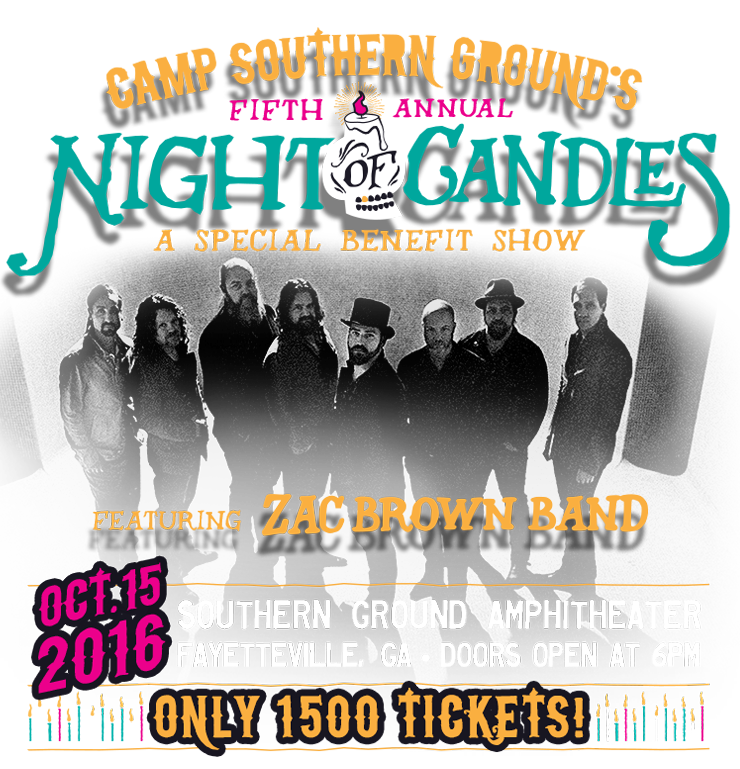 CAMP SOUTHERN GROUND'S
FIFTH ANNUAL
NIGHT OF CANDLES
A SPECIAL BENEFIT SHOW
FEATURING ZAC BROWN BAND
OCT. 15
2016
SOUTHERN GROUND AMPHITHEATER
FAYETTEVILLE, GA • DOORS OPEN AT 6PM
ONLY 1500 TICKETS!